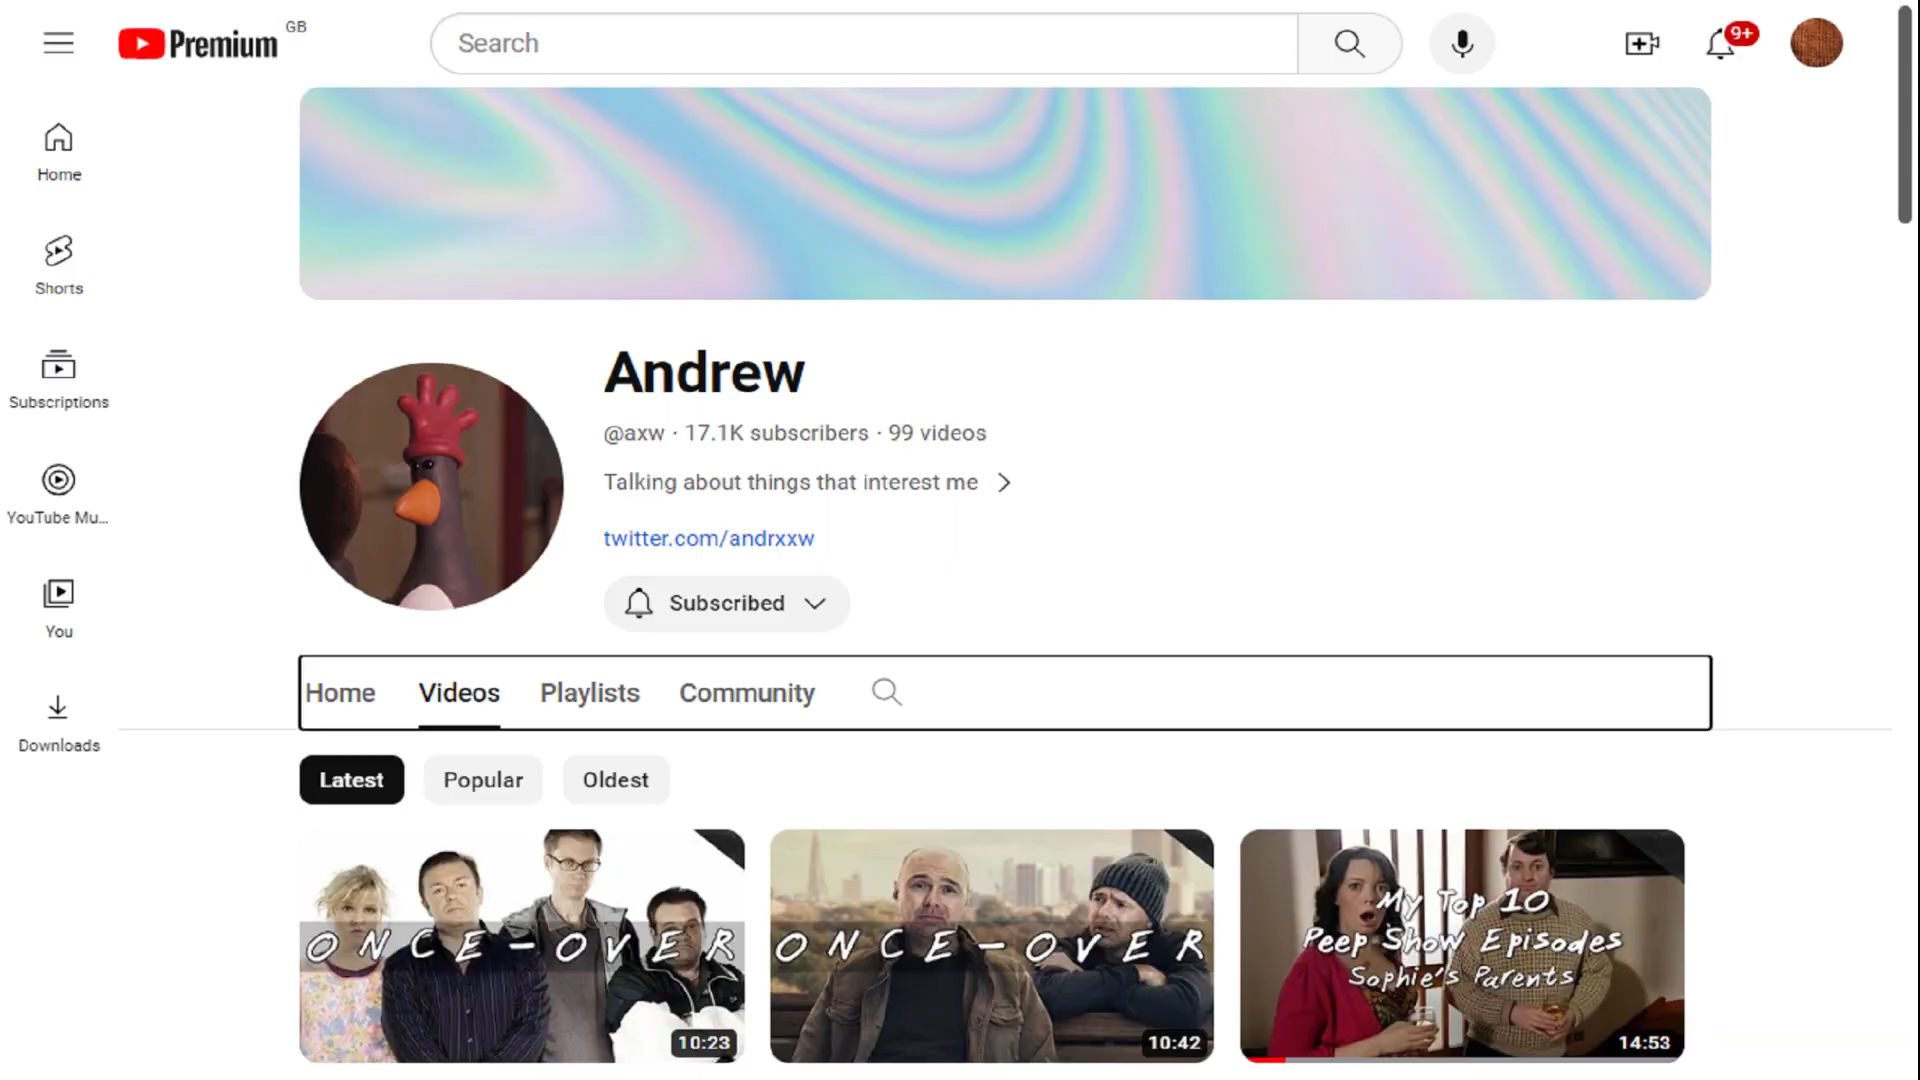 Premium GB
Search
9+
Home
Shorts
Subscriptions
YouTube Mu...
You
Downloads
Andrew
@axw · 17.1K subscribers · 99 videos
Talking about things that interest me
twitter.com/andrxxw
Subscribed
Home Videos Playlists Community
Latest Popular Oldest
ONCE-OVER
10:23
ONCE-OVER
10:42
My Top 10
Peep Show Episodes
Sophie's Parents
14:53